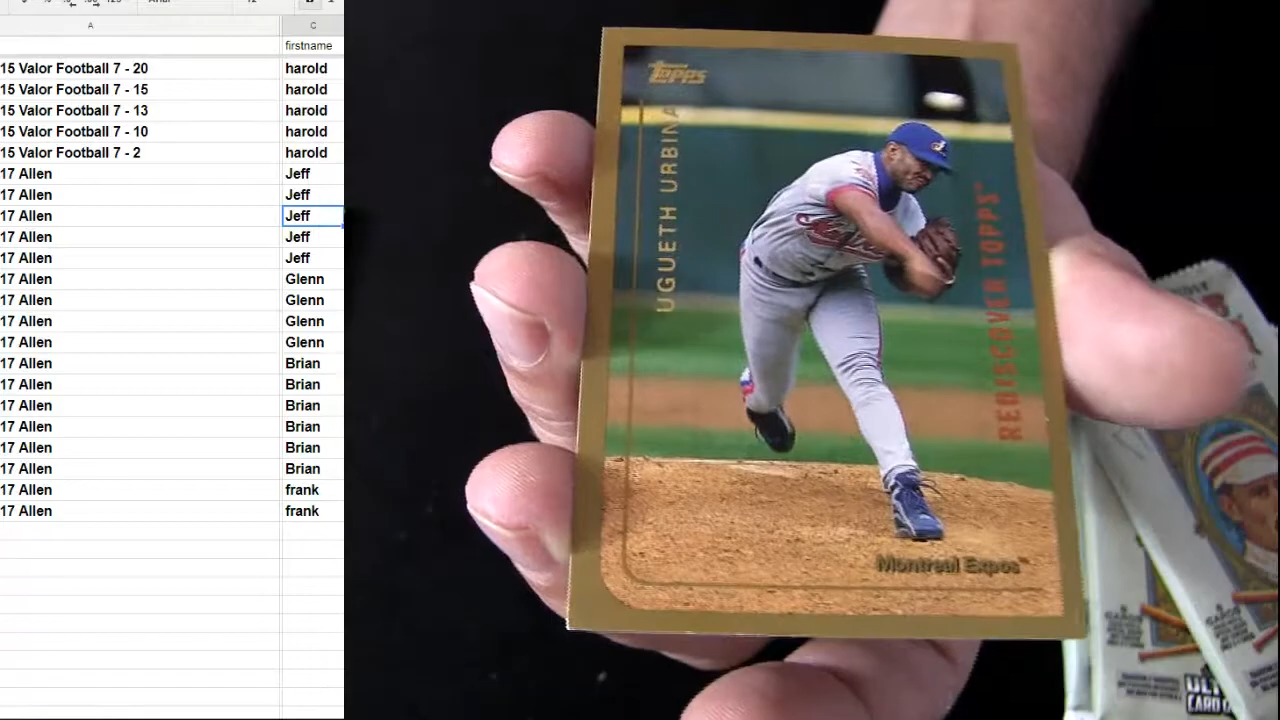 A C
firstname
15 Valor Football 7 - 20 harold
15 Valor Football 7 - 15 harold
15 Valor Football 7 - 13 harold
15 Valor Football 7 - 10 harold
15 Valor Football 7 - 2 harold
17 Allen Jeff
17 Allen Jeff
17 Allen Jeff
17 Allen Jeff
17 Allen Jeff
17 Allen Glenn
17 Allen Glenn
17 Allen Glenn
17 Allen Glenn
17 Allen Brian
17 Allen Brian
17 Allen Brian
17 Allen Brian
17 Allen Brian
17 Allen Brian
17 Allen frank
17 Allen frank
Topps
UGUETH URBINA
REDISCOVER TOPPS™
Montreal Expos™